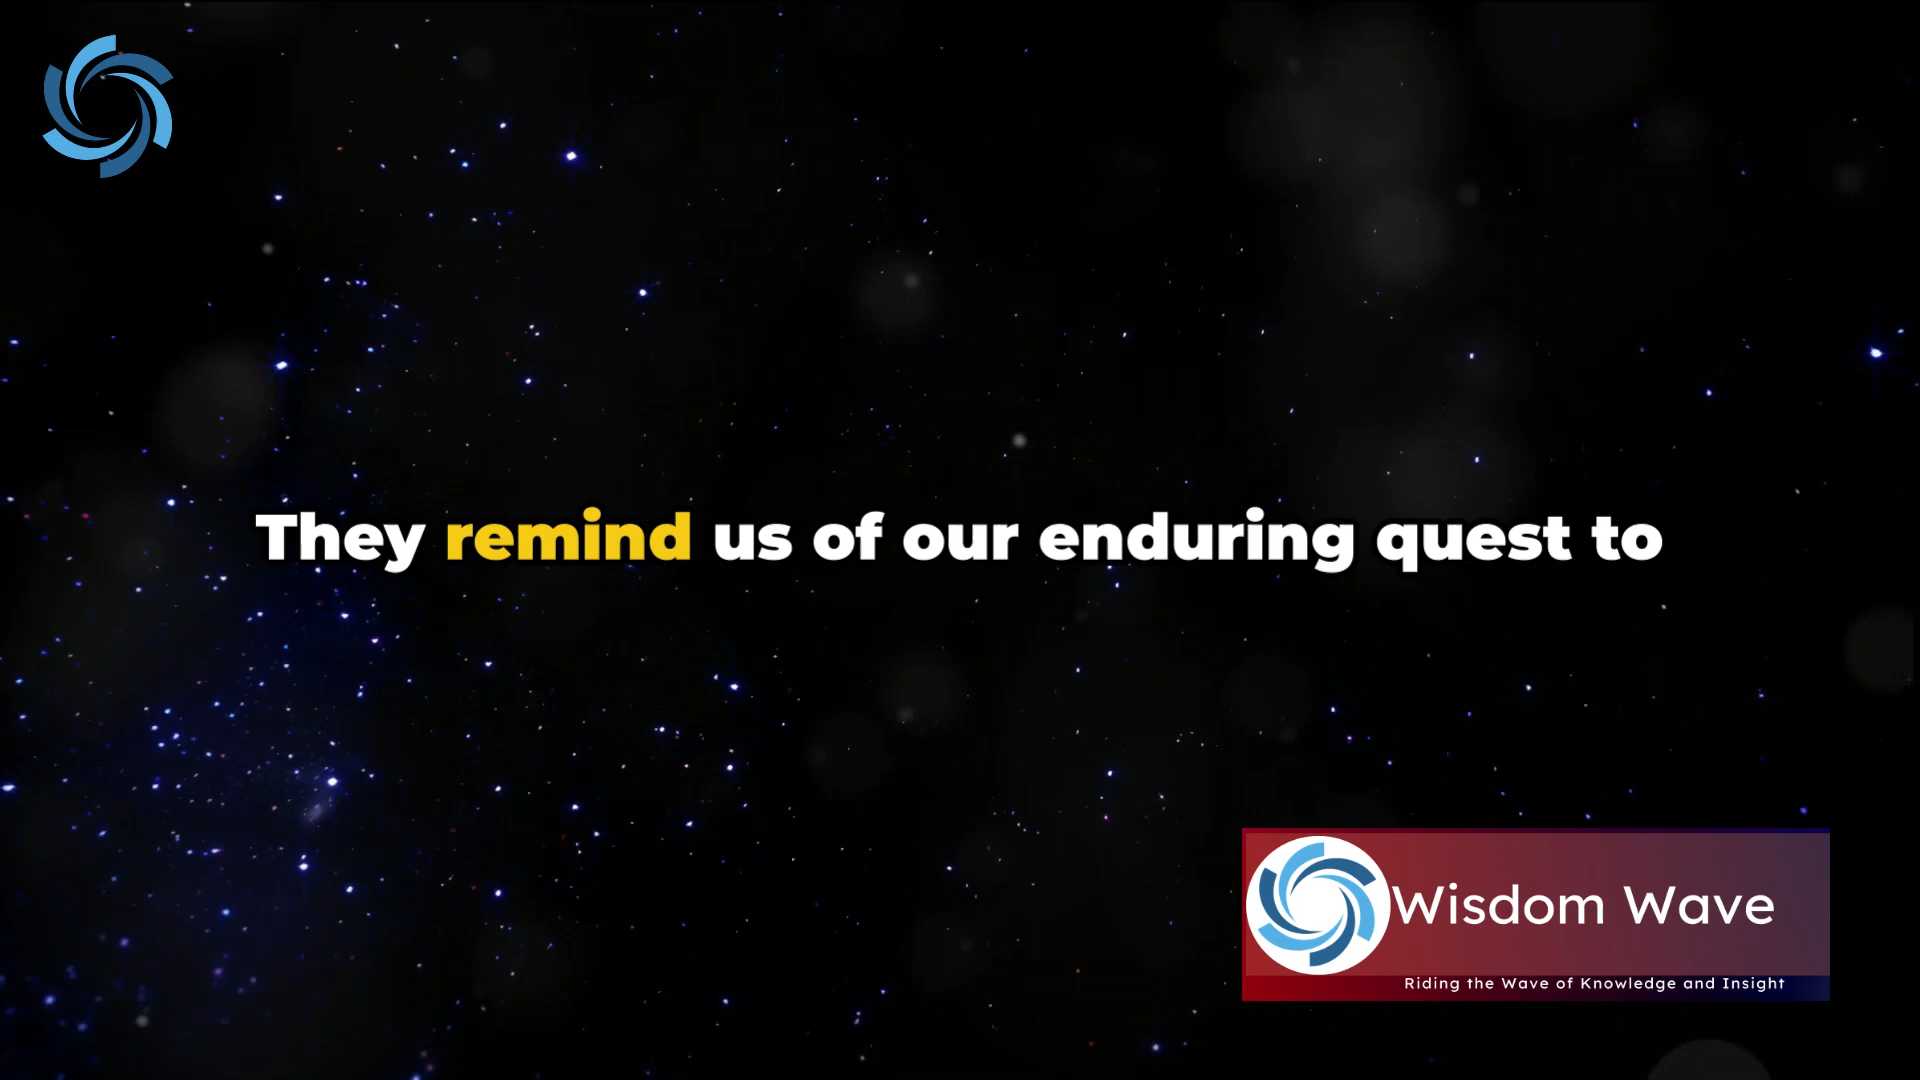 They remind us of our enduring quest to
Wisdom Wave
Riding the Wave of Knowledge and Insight